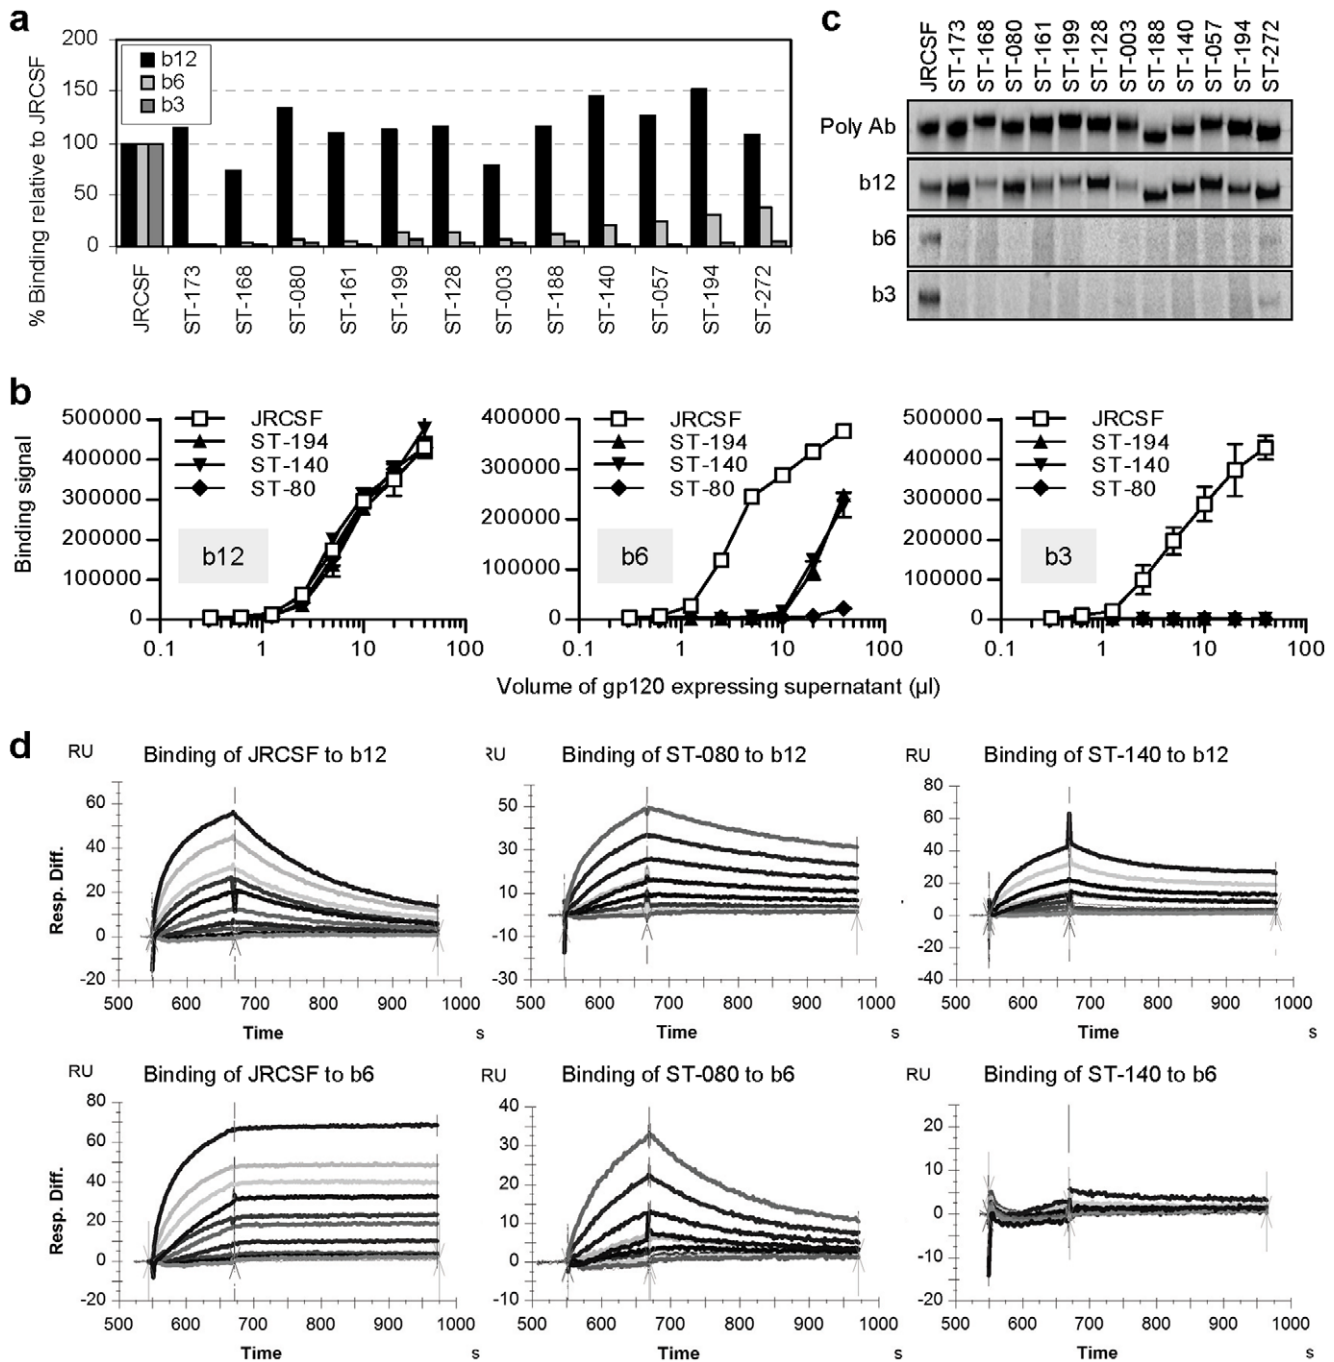 a
% Binding relative to JRCSF
200
150
100
50
0
b12
b6
b3
JRCSF
ST-173
ST-168
ST-080
ST-161
ST-199
ST-128
ST-003
ST-188
ST-140
ST-057
ST-194
ST-272
c
JRCSF
ST-173
ST-168
ST-080
ST-161
ST-199
ST-128
ST-003
ST-188
ST-140
ST-057
ST-194
ST-272
Poly Ab
b12
b6
b3
b
Binding signal
500000
400000
300000
200000
100000
0
JRCSF
ST-194
ST-140
ST-80
b12
0.1 1 10 100
400000
300000
200000
100000
0
JRCSF
ST-194
ST-140
ST-80
b6
0.1 1 10 100
500000
400000
300000
200000
100000
0
JRCSF
ST-194
ST-140
ST-80
b3
0.1 1 10 100
Volume of gp120 expressing supernatant (µl)
d
RU
Binding of JRCSF to b12
Resp. Diff.
60
40
20
0
-20
500 600 700 800 900 1000
Time s
RU
Binding of ST-080 to b12
50
30
10
-10
-30
500 600 700 800 900 1000
Time s
RU
Binding of ST-140 to b12
80
60
40
20
0
-20
-40
500 600 700 800 900 1000
Time s
RU
Binding of JRCSF to b6
Resp. Diff.
80
60
40
20
0
-20
500 600 700 800 900 1000
Time s
RU
Binding of ST-080 to b6
40
30
20
10
0
-10
500 600 700 800 900 1000
Time s
RU
Binding of ST-140 to b6
20
10
0
-10
-20
500 600 700 800 900 1000
Time s